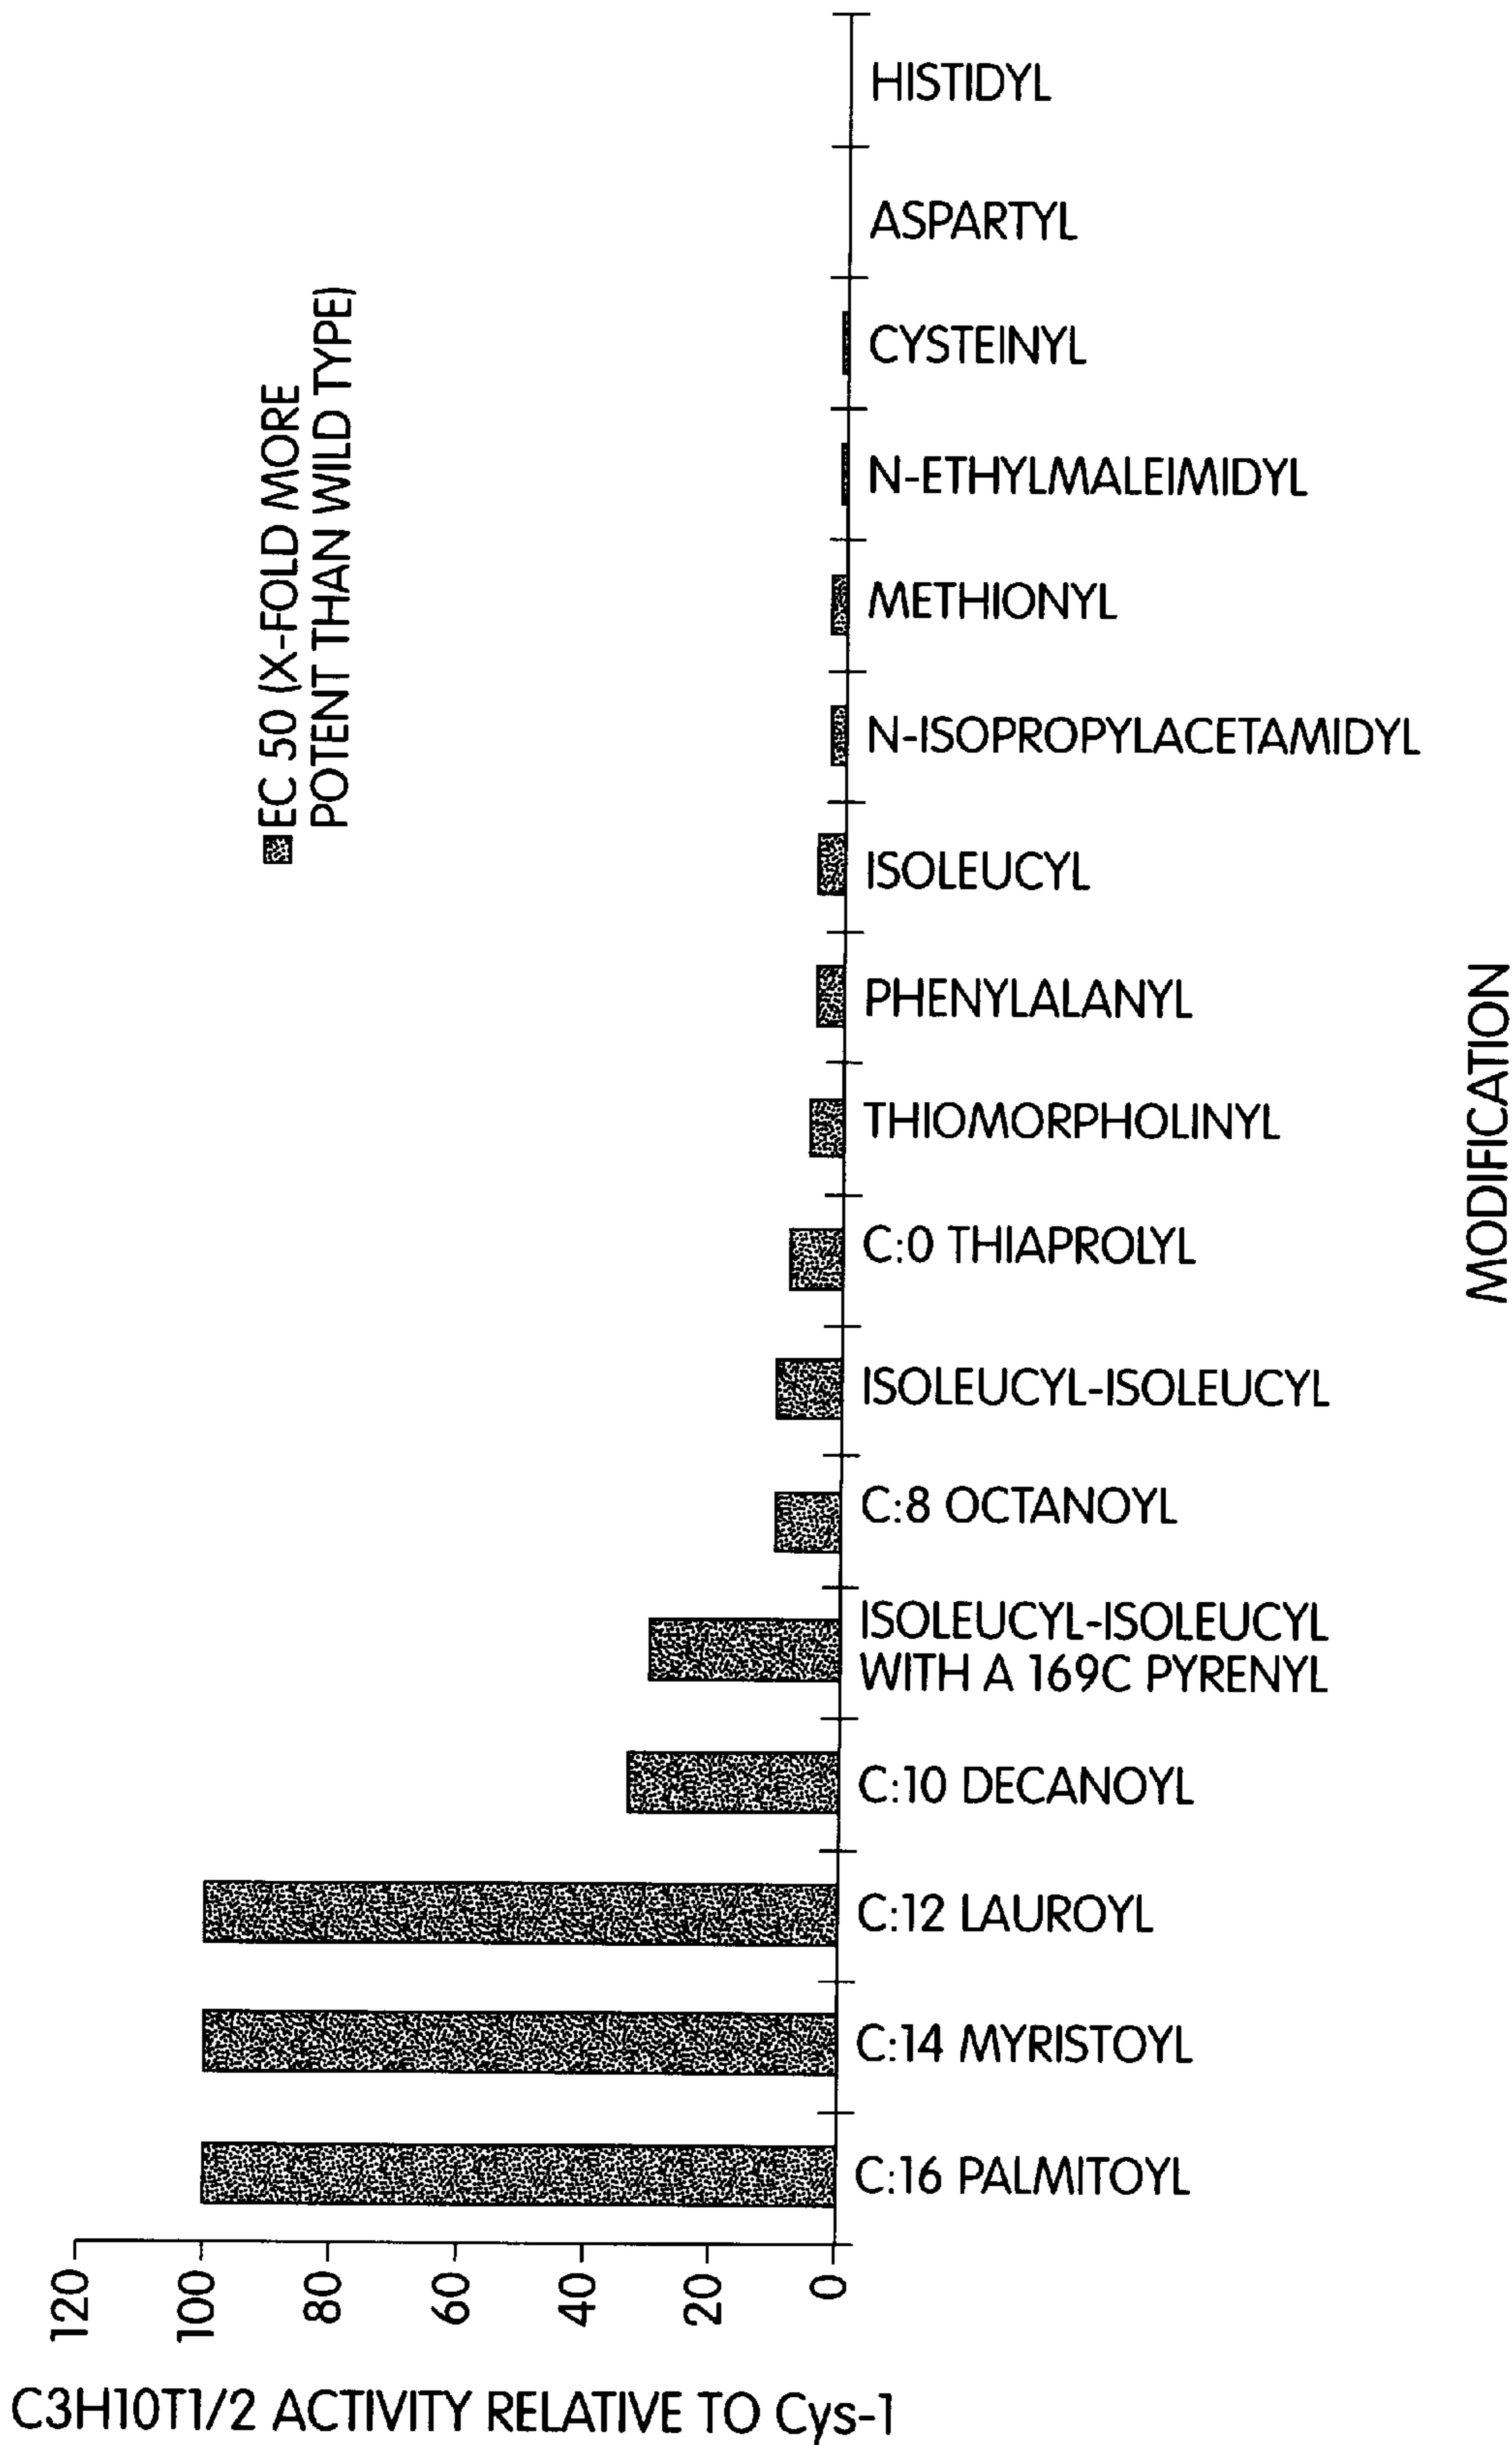 HISTIDYL
ASPARTYL
CYSTEINYL
N-ETHYLMALEIMIDYL
METHIONYL
N-ISOPROPYLACETAMIDYL
ISOLEUCYL
PHENYLALANYL
THIOMORPHOLINYL
C:0 THIAPROLYL
ISOLEUCYL-ISOLEUCYL
C:8 OCTANOYL
ISOLEUCYL-ISOLEUCYL
WITH A 169C PYRENYL
C:10 DECANOYL
C:12 LAUROYL
C:14 MYRISTOYL
C:16 PALMITOYL
EC 50 (X-FOLD MORE
POTENT THAN WILD TYPE)
MODIFICATION
120
100
80
60
40
20
0
C3H10T1/2 ACTIVITY RELATIVE TO Cys-1